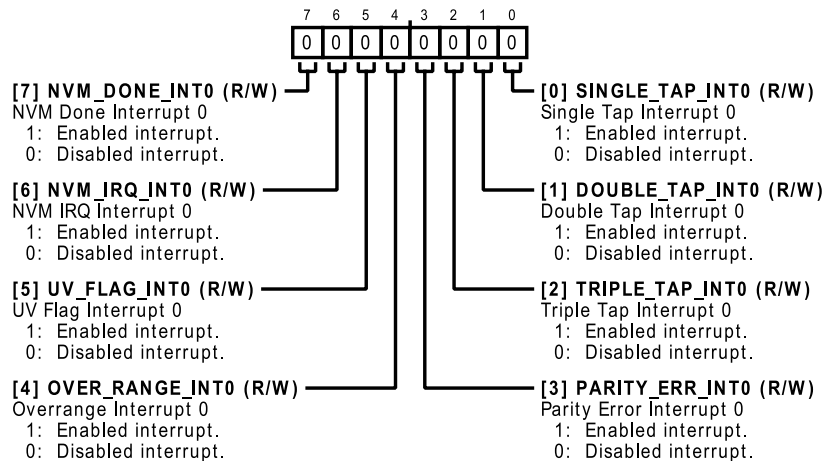 7 6 5 4 3 2 1 0
0 0 0 0 0 0 0 0
[7] NVM_DONE_INT0 (R/W)
NVM Done Interrupt 0
1: Enabled interrupt.
0: Disabled interrupt.
[6] NVM_IRQ_INT0 (R/W)
NVM IRQ Interrupt 0
1: Enabled interrupt.
0: Disabled interrupt.
[5] UV_FLAG_INT0 (R/W)
UV Flag Interrupt 0
1: Enabled interrupt.
0: Disabled interrupt.
[4] OVER_RANGE_INT0 (R/W)
Overrange Interrupt 0
1: Enabled interrupt.
0: Disabled interrupt.
[0] SINGLE_TAP_INT0 (R/W)
Single Tap Interrupt 0
1: Enabled interrupt.
0: Disabled interrupt.
[1] DOUBLE_TAP_INT0 (R/W)
Double Tap Interrupt 0
1: Enabled interrupt.
0: Disabled interrupt.
[2] TRIPLE_TAP_INT0 (R/W)
Triple Tap Interrupt 0
1: Enabled interrupt.
0: Disabled interrupt.
[3] PARITY_ERR_INT0 (R/W)
Parity Error Interrupt 0
1: Enabled interrupt.
0: Disabled interrupt.